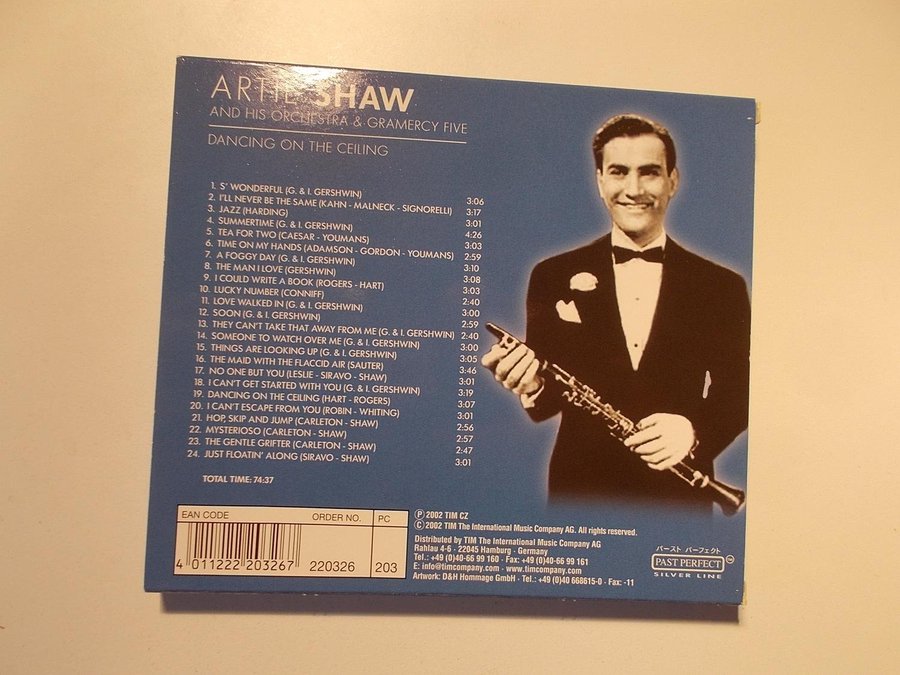 ARTIE SHAW
AND HIS ORCHESTRA & GRAMERCY FIVE
DANCING ON THE CEILING
1. S' WONDERFUL (G. & I. GERSHWIN) 3:06
2. I'LL NEVER BE THE SAME (KAHN - MALNECK - SIGNORELLI) 3:17
3. JAZZ (HARDING) 3:01
4. SUMMERTIME (G. & I. GERSHWIN) 4:26
5. TEA FOR TWO (CAESAR - YOUMANS) 3:03
6. TIME ON MY HANDS (ADAMSON - GORDON - YOUMANS) 2:59
7. A FOGGY DAY (G. & I. GERSHWIN) 3:10
8. THE MAN I LOVE (GERSHWIN) 3:08
9. I COULD WRITE A BOOK (ROGERS - HART) 3:03
10. LUCKY NUMBER (CONNIFF) 2:40
11. LOVE WALKED IN (G. & I. GERSHWIN) 3:00
12. SOON (G. & I. GERSHWIN) 2:59
13. THEY CAN'T TAKE THAT AWAY FROM ME (G. & I. GERSHWIN) 2:40
14. SOMEONE TO WATCH OVER ME (G. & I. GERSHWIN) 3:00
15. THINGS ARE LOOKING UP (G. & I. GERSHWIN) 3:05
16. THE MAID WITH THE FLACCID AIR (SAUTER) 3:46
17. NO ONE BUT YOU (LESLIE - SIRAVO - SHAW) 3:01
18. I CAN'T GET STARTED WITH YOU (G. & I. GERSHWIN) 3:19
19. DANCING ON THE CEILING (HART - ROGERS) 3:07
20. I CAN'T ESCAPE FROM YOU (ROBIN - WHITING) 3:01
21. HOP, SKIP AND JUMP (CARLETON - SHAW) 2:56
22. MYSTERIOSO (CARLETON - SHAW) 2:57
23. THE GENTLE GRIFTER (CARLETON - SHAW) 2:47
24. JUST FLOATIN' ALONG (SIRAVO - SHAW) 3:01
TOTAL TIME: 74:37
EAN CODE ORDER NO. PC
4 011222 203267 220326 203
Ⓟ 2002 TIM CZ
© 2002 TIM The International Music Company AG. All rights reserved.
Distributed by TIM The International Music Company AG
Rahlau 4-6 · 22045 Hamburg · Germany
Tel.: +49 (0)40-66 99 160 · Fax: +49 (0)40-66 99 161
E: info@timcompany.com · www.timcompany.com
Artwork: D&H Hommage GmbH · Tel.: +49 (0)40 668615-0 · Fax: -11
パースト パーフェクト
PAST PERFECT TM
SILVER LINE